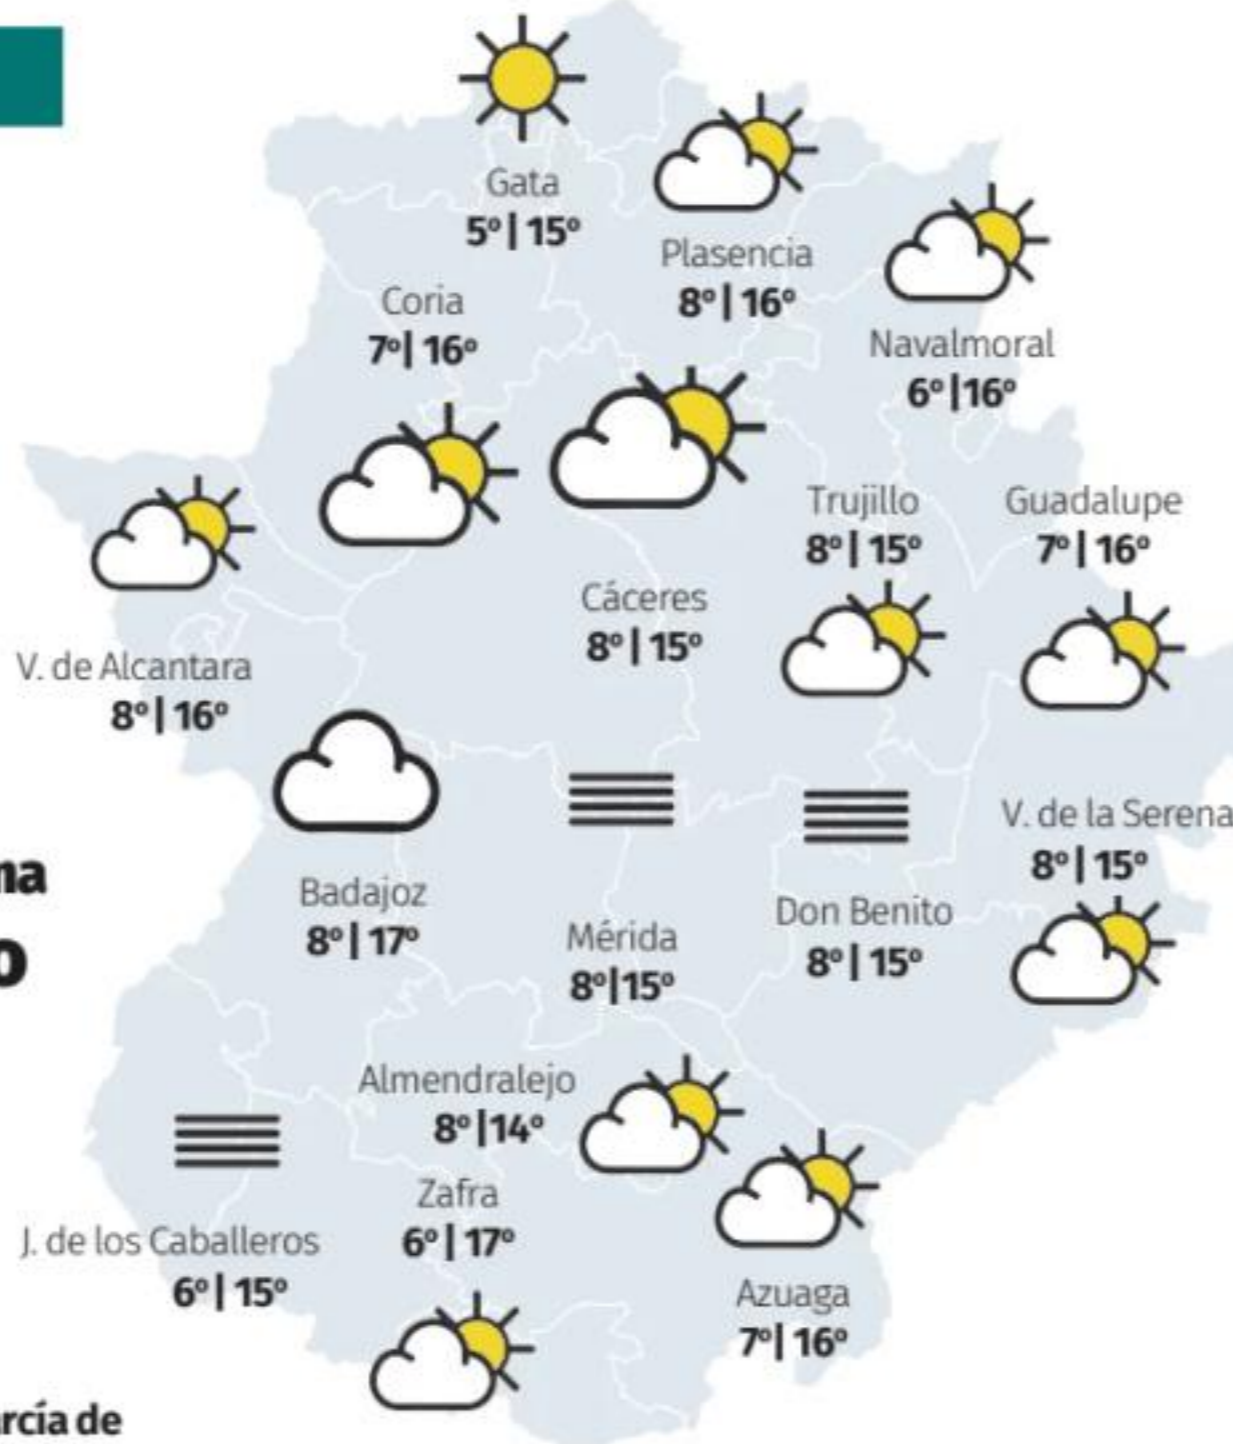 Gata
5º | 15º
Plasencia
8º | 16º
Coria
7º | 16º
Navalmoral
6º | 16º
Trujillo
8º | 15º
Guadalupe
7º | 16º
Cáceres
8º | 15º
V. de Alcantara
8º | 16º
V. de la Serena
8º | 15º
Badajoz
8º | 17º
Don Benito
8º | 15º
Mérida
8º | 15º
Almendralejo
8º | 14º
Zafra
6º | 17º
J. de los Caballeros
6º | 15º
Azuaga
7º | 16º
de